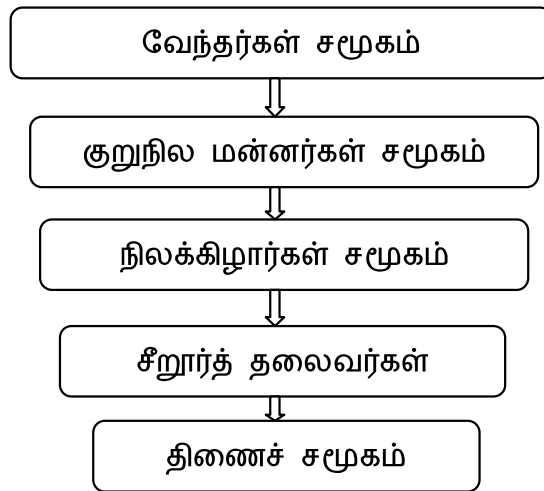 வேந்தர்கள் சமூகம்
குறுநில மன்னர்கள் சமூகம்
நிலக்கிழார்கள் சமூகம்
சீறூர்த் தலைவர்கள்
திணைச் சமூகம்